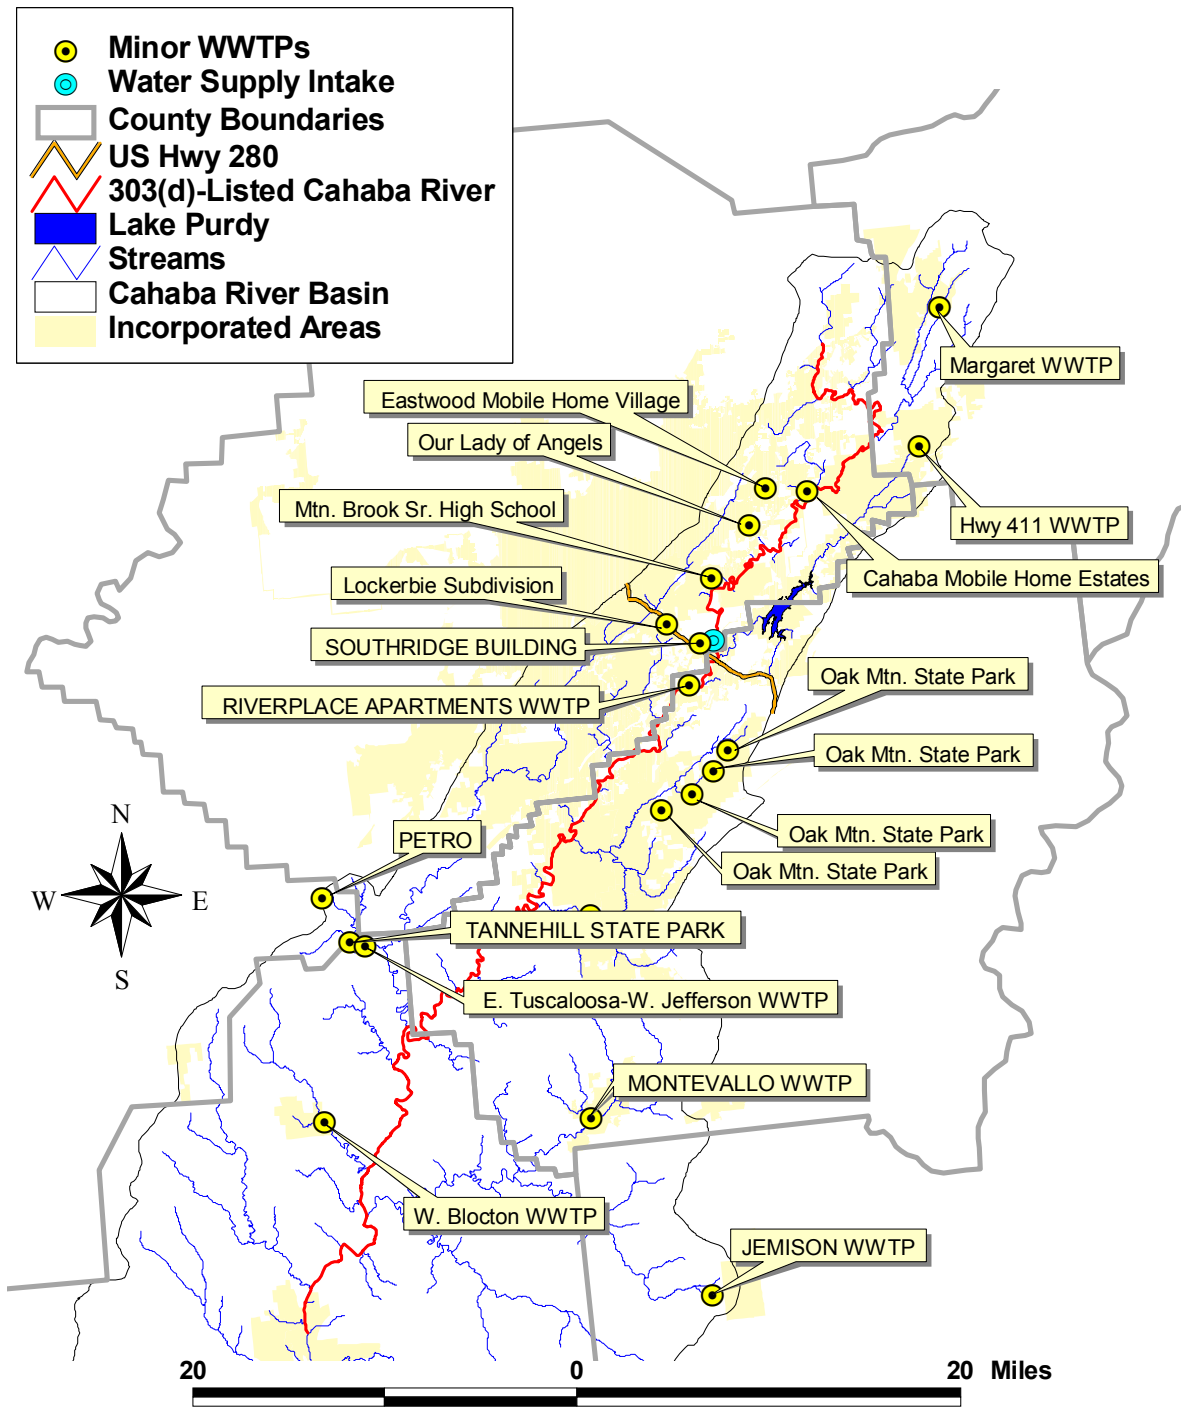 Minor WWTPs
Water Supply Intake
County Boundaries
US Hwy 280
303(d)-Listed Cahaba River
Lake Purdy
Streams
Cahaba River Basin
Incorporated Areas
Margaret WWTP
Eastwood Mobile Home Village
Our Lady of Angels
Mtn. Brook Sr. High School
Hwy 411 WWTP
Cahaba Mobile Home Estates
Lockerbie Subdivision
SOUTHRIDGE BUILDING
Oak Mtn. State Park
RIVERPLACE APARTMENTS WWTP
Oak Mtn. State Park
Oak Mtn. State Park
Oak Mtn. State Park
PETRO
N
W
E
S
TANNEHILL STATE PARK
E. Tuscaloosa-W. Jefferson WWTP
MONTEVALLO WWTP
W. Blocton WWTP
JEMISON WWTP
20 0 20 Miles